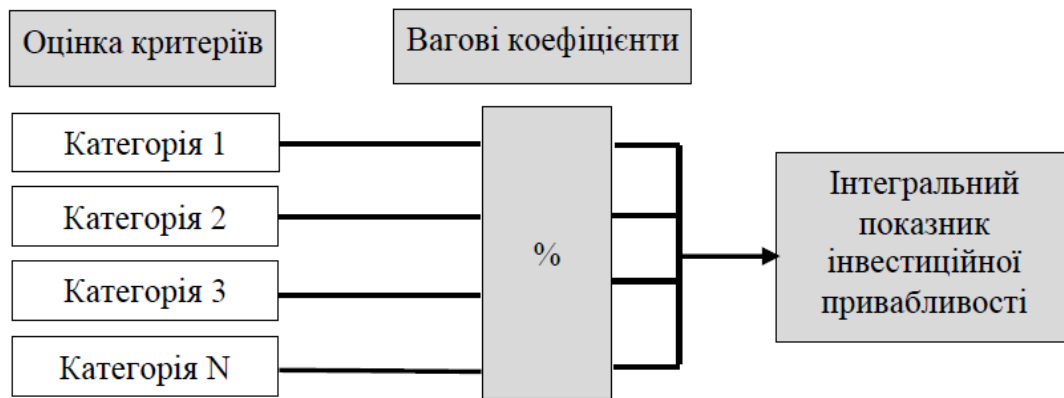 Оцінка критеріїв
Вагові коефіцієнти
Категорія 1
Категорія 2
Категорія 3
Категорія N
%
Інтегральний
показник
інвестиційної
привабливості